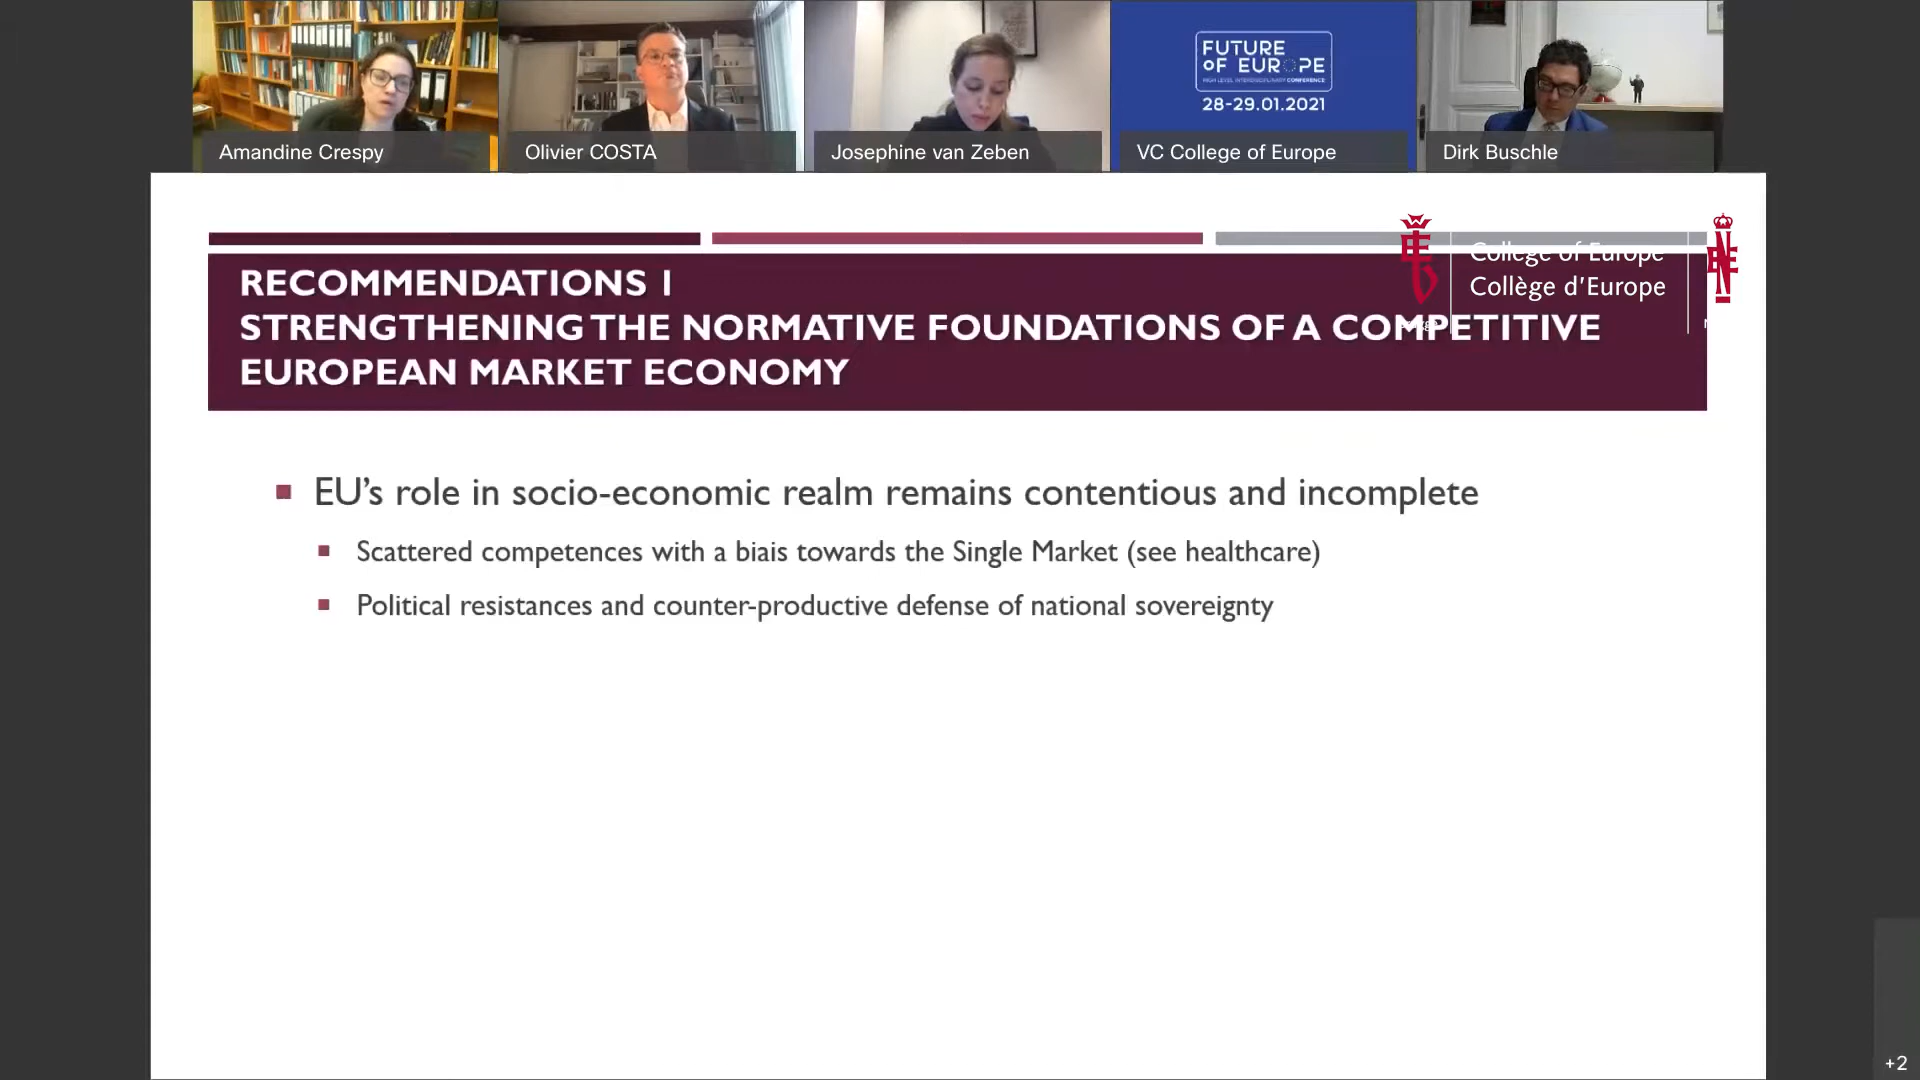 FUTURE
OF EUROPE
HIGH LEVEL INTERDISCIPLINARY CONFERENCE
28-29.01.2021
Amandine Crespy
Olivier COSTA
Josephine van Zeben
VC College of Europe
Dirk Buschle
College of Europe
Collège d'Europe
RECOMMENDATIONS I
STRENGTHENING THE NORMATIVE FOUNDATIONS OF A COMPETITIVE
EUROPEAN MARKET ECONOMY
EU's role in socio-economic realm remains contentious and incomplete
Scattered competences with a biais towards the Single Market (see healthcare)
Political resistances and counter-productive defense of national sovereignty
+2